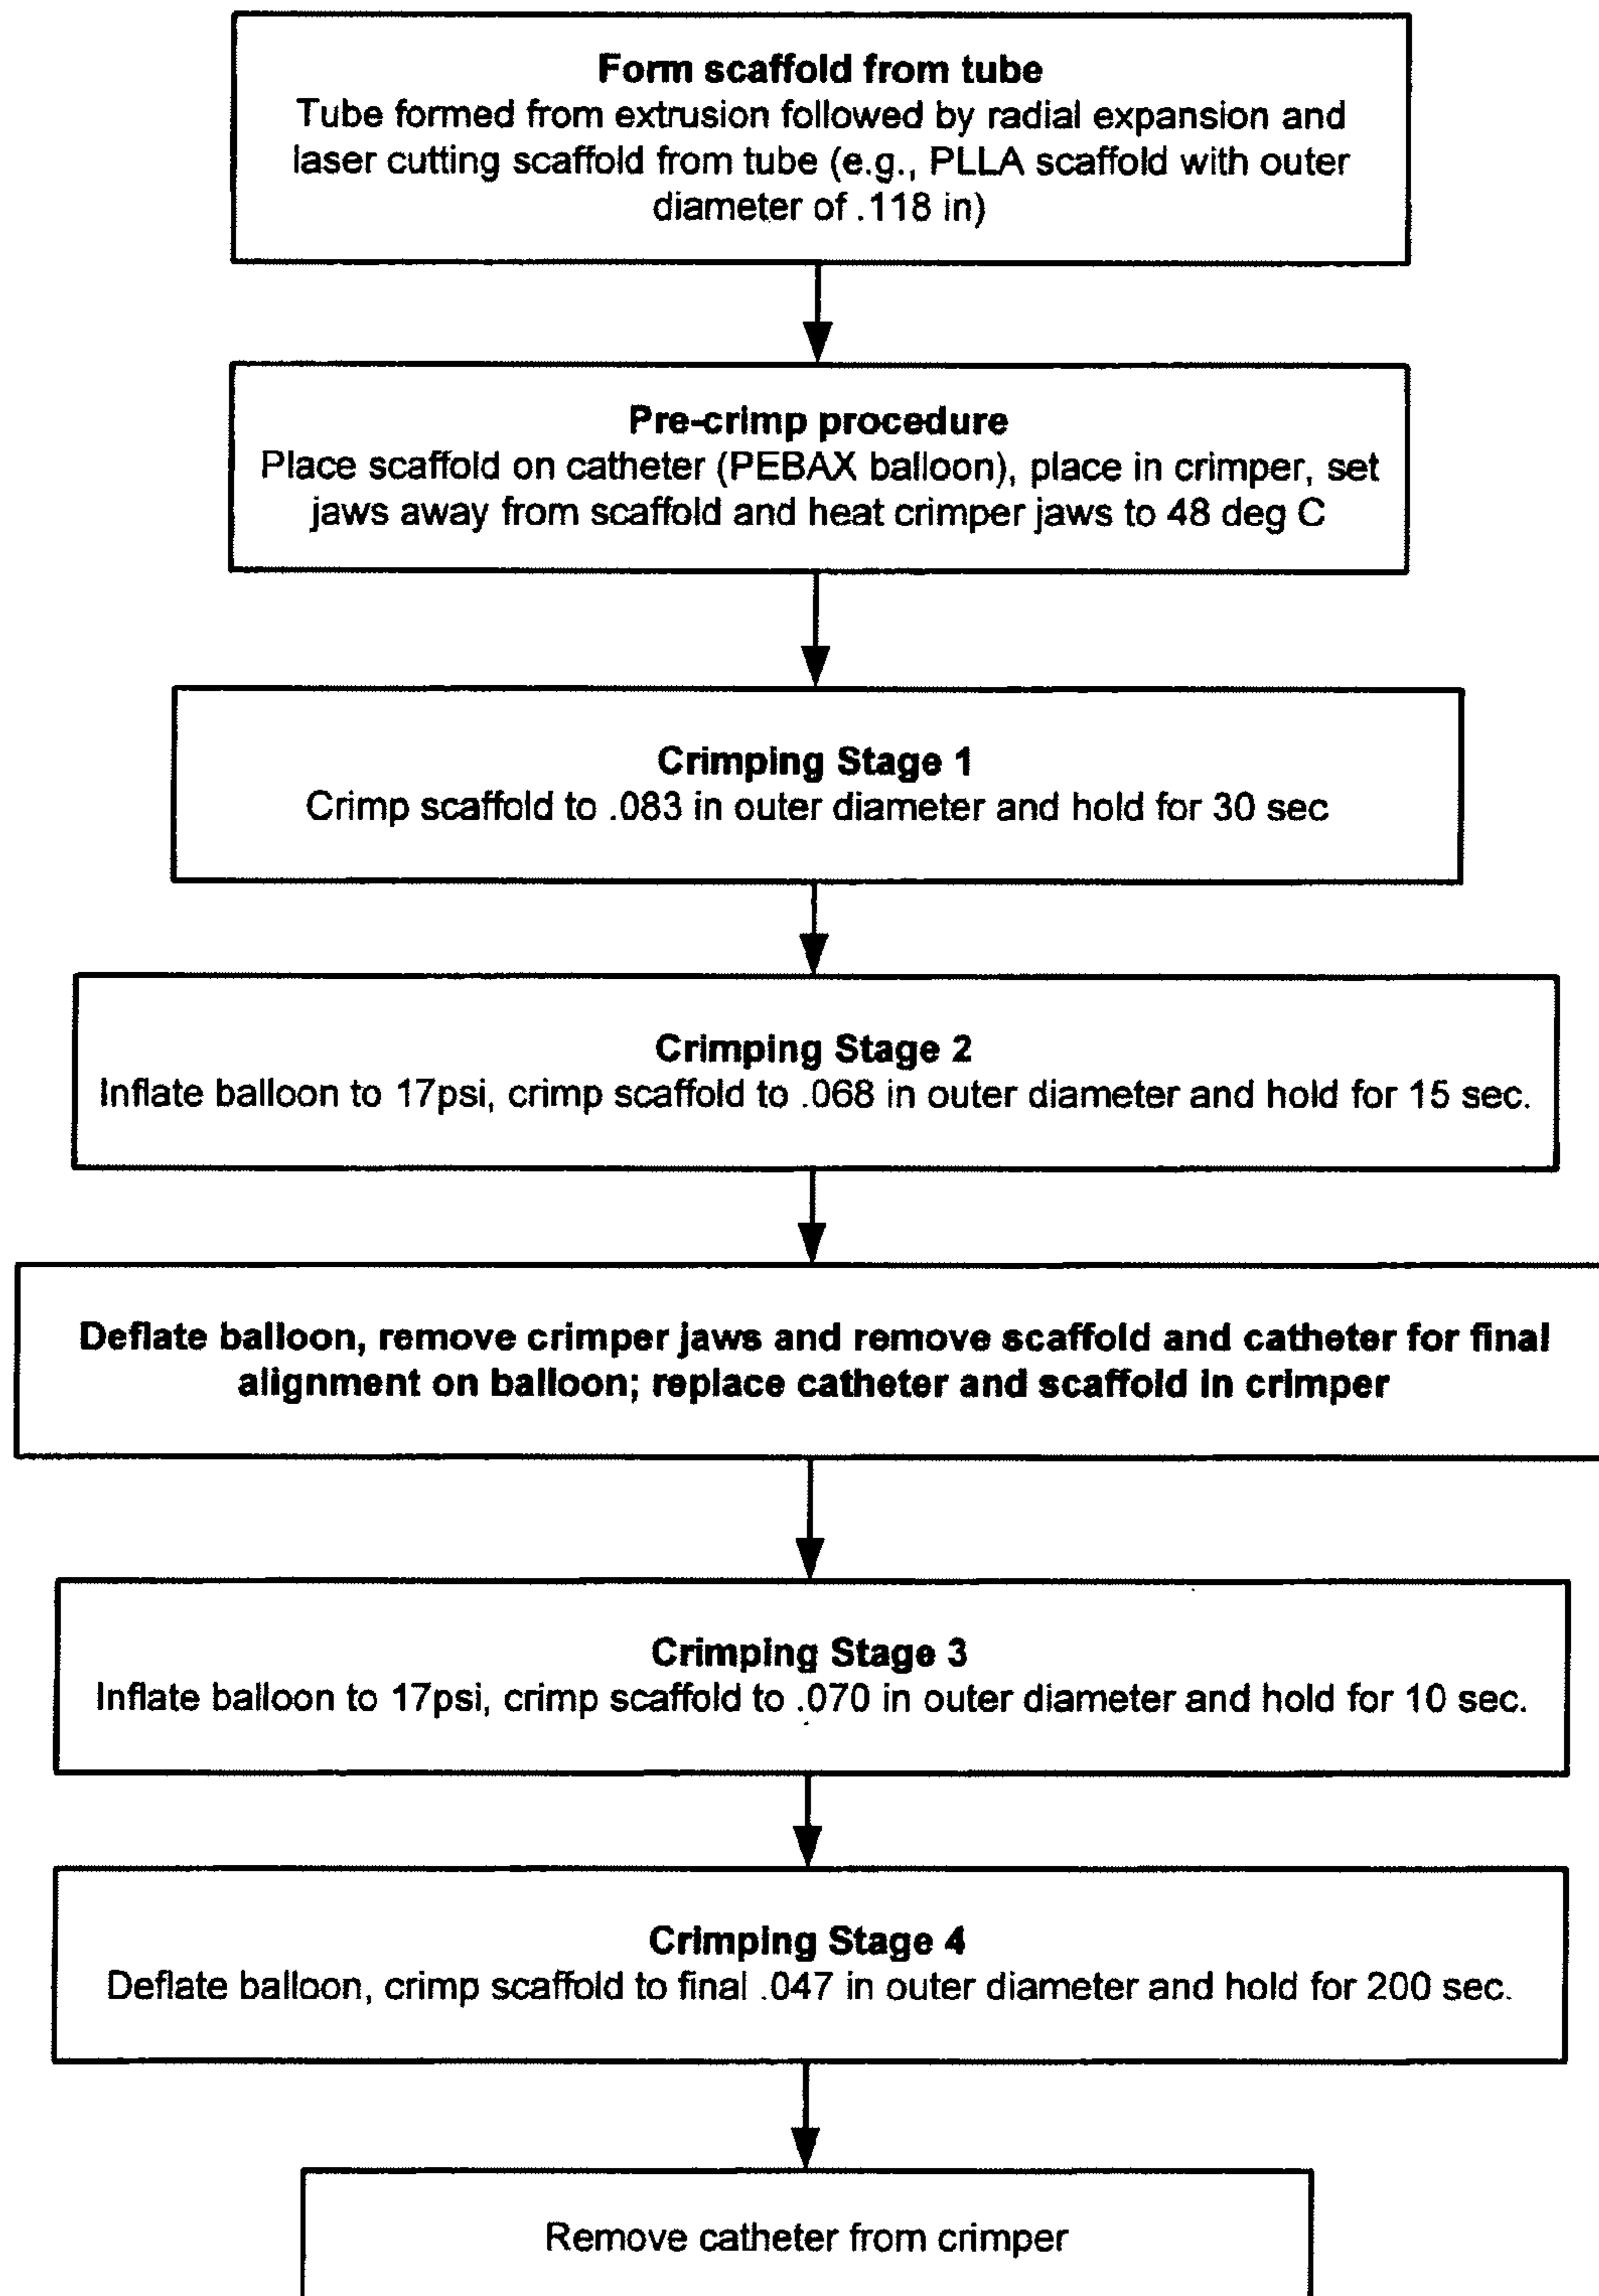 Form scaffold from tube
Tube formed from extrusion followed by radial expansion and
laser cutting scaffold from tube (e.g., PLLA scaffold with outer
diameter of .118 in)
Pre-crimp procedure
Place scaffold on catheter (PEBAX balloon), place in crimper, set
jaws away from scaffold and heat crimper jaws to 48 deg C
Crimping Stage 1
Crimp scaffold to .083 in outer diameter and hold for 30 sec
Crimping Stage 2
Inflate balloon to 17psi, crimp scaffold to .068 in outer diameter and hold for 15 sec.
Deflate balloon, remove crimper jaws and remove scaffold and catheter for final
alignment on balloon; replace catheter and scaffold in crimper
Crimping Stage 3
Inflate balloon to 17psi, crimp scaffold to .070 in outer diameter and hold for 10 sec.
Crimping Stage 4
Deflate balloon, crimp scaffold to final .047 in outer diameter and hold for 200 sec.
Remove catheter from crimper